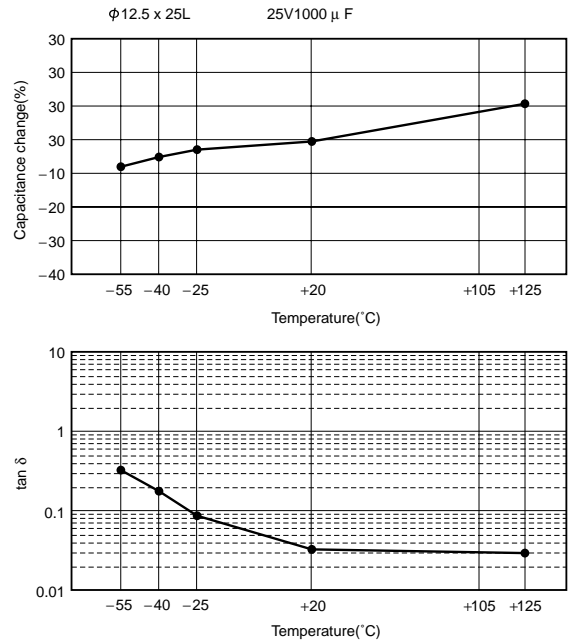 ϕ12.5 x 25L 25V1000 μ F
Capacitance change(%)
30
30
30
30
−10
−20
−30
−40
−55 −40 −25 +20 +105 +125
Temperature(˚C)
tan δ
10
1
0.1
0.01
−55 −40 −25 +20 +105 +125
Temperature(˚C)